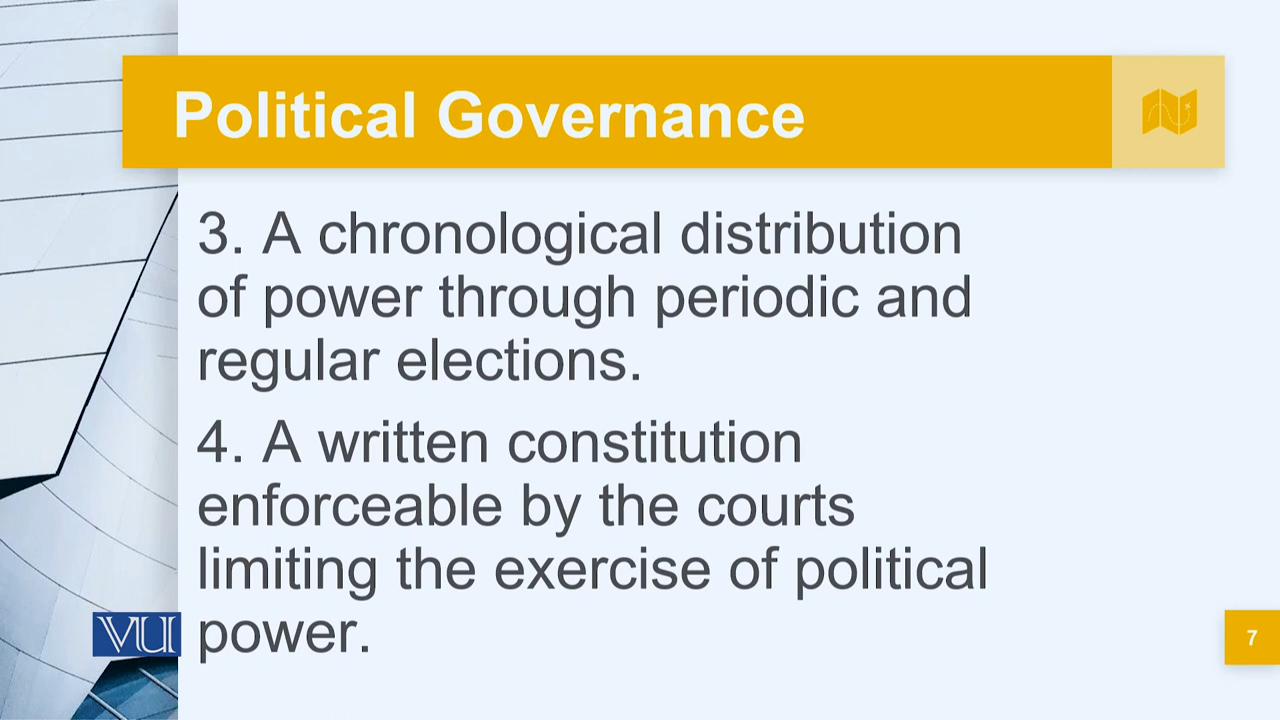 Political Governance
3. A chronological distribution
of power through periodic and
regular elections.
4. A written constitution
enforceable by the courts
limiting the exercise of political
power.
VU
7